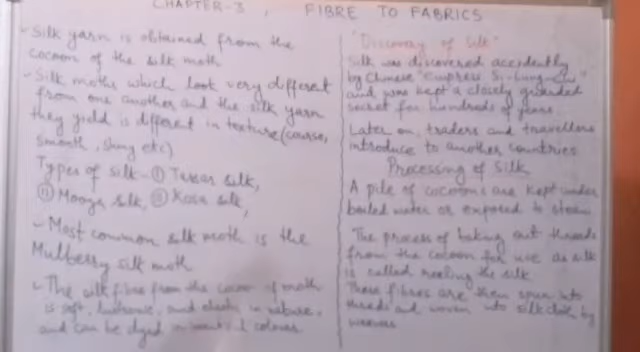 CHAPTER-3, FIBRE TO FABRICS
- Silk yarn is obtained from the
cocoon of the silk moth
- Silk moths which look very different
from one another and the silk yarn
they yield is different in texture (coarse,
smooth, shiny etc)
Types of silk - ① Tassar silk,
② Mooga silk, ③ Kosa silk,
- Most common silk moth is the
Mulberry silk moth
The silk fibre from the cocoon of moth
is soft, lustrous, and elastic in nature,
and can be dyed in colours
"Discovery of Silk"
Silk was discovered accidently
by Chinese "Empress Si-lung-
and was kept a closely guarded
secret for hundreds of years
Later on, traders and travellers
introduce to another countries
Processing of Silk
A pile of cocoons are kept under
boiled water or exposed to steam
The process of taking out threads
from the cocoon for use as silk
is called reeling the silk
These fibres are then spun into
threads and woven into silk cloth by
weavers